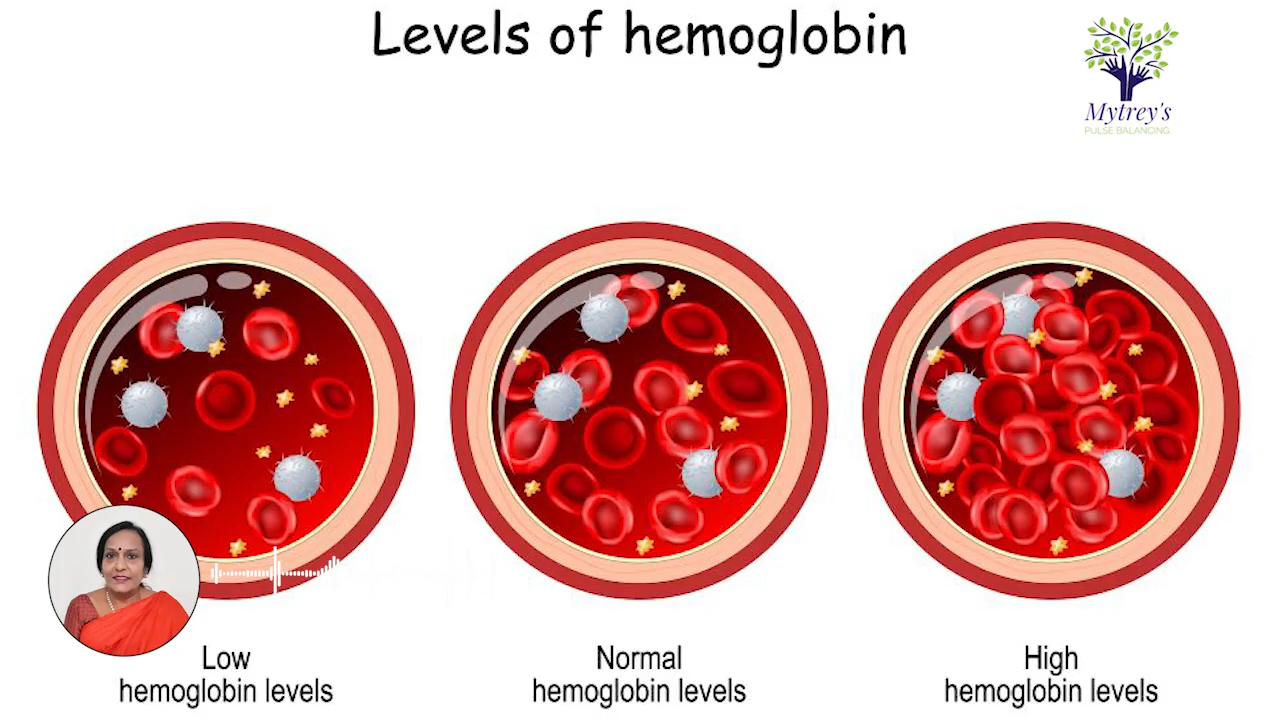 Levels of hemoglobin
Mytrey's
PULSE BALANCING
Low
hemoglobin levels
Normal
hemoglobin levels
High
hemoglobin levels